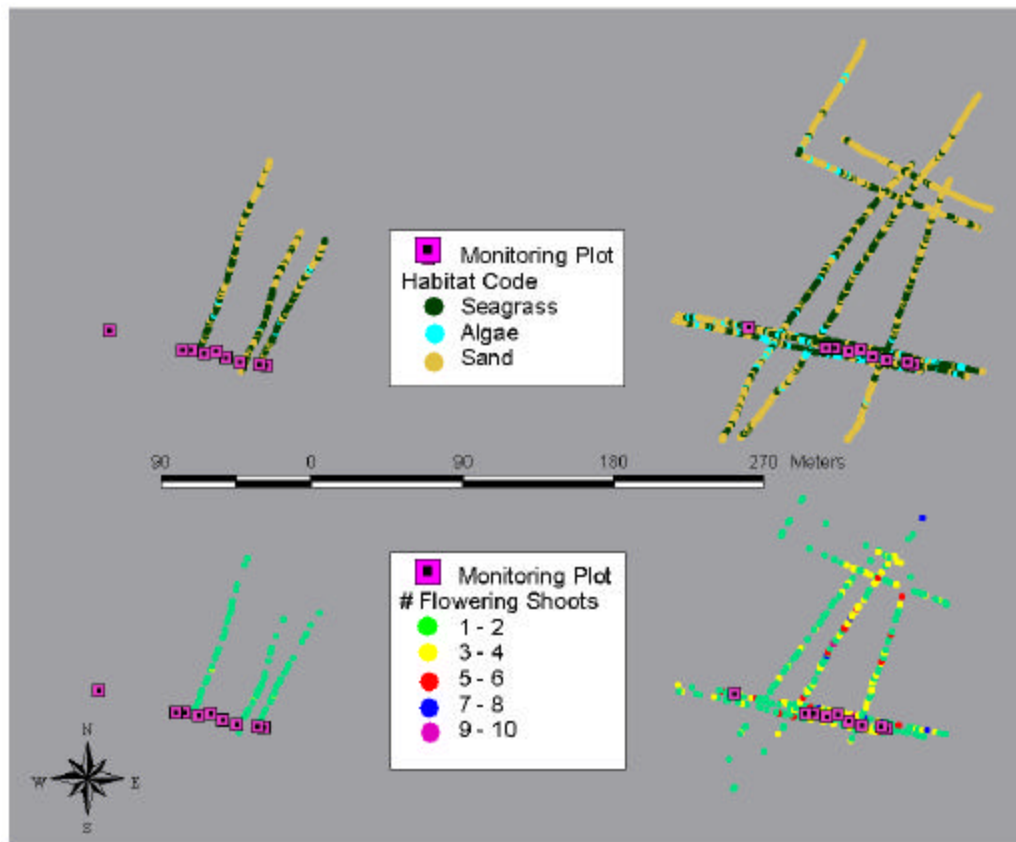 Monitoring Plot
Habitat Code
Seagrass
Algae
Sand
90 0 90 180 270 Meters
Monitoring Plot
# Flowering Shoots
1 - 2
3 - 4
5 - 6
7 - 8
9 - 10
N
W E
S